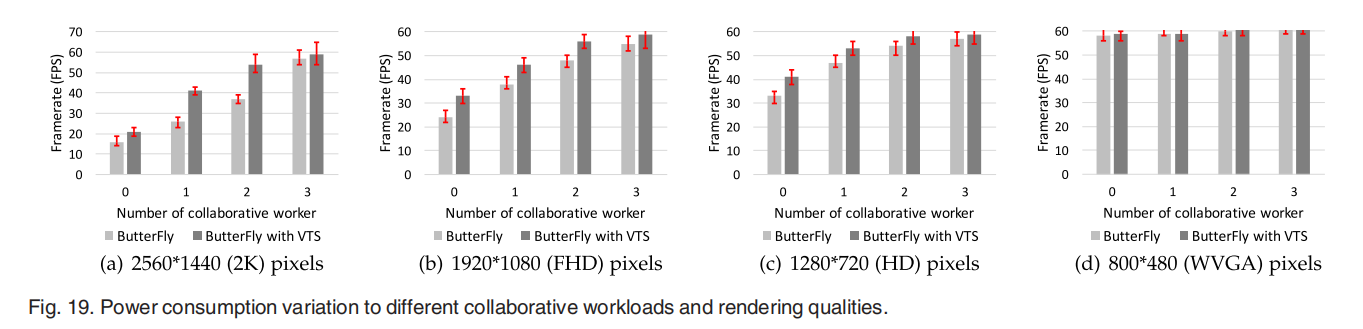 Framerate (FPS)
70
60
50
40
30
20
10
0
0 1 2 3
Number of collaborative worker
ButterFly ButterFly with VTS
(a) 2560*1440 (2K) pixels
Framerate (FPS)
60
50
40
30
20
10
0
0 1 2 3
Number of collaborative worker
ButterFly ButterFly with VTS
(b) 1920*1080 (FHD) pixels
Framerate (FPS)
60
50
40
30
20
10
0
0 1 2 3
Number of collaborative worker
ButterFly ButterFly with VTS
(c) 1280*720 (HD) pixels
Framerate (FPS)
60
50
40
30
20
10
0
0 1 2 3
Number of collaborative worker
ButterFly ButterFly with VTS
(d) 800*480 (WVGA) pixels
Fig. 19. Power consumption variation to different collaborative workloads and rendering qualities.